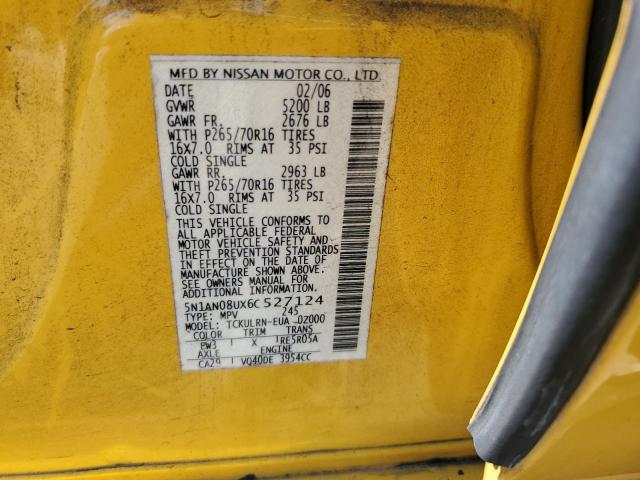 MFD BY NISSAN MOTOR CO., LTD
DATE 02/06
GVWR 5200 LB
GAWR FR. 2676 LB
WITH P265/70R16 TIRES
16X7.0 RIMS AT 35 PSI
COLD SINGLE
GAWR RR. 2963 LB
WITH P265/70R16 TIRES
16X7.0 RIMS AT 35 PSI
COLD SINGLE
THIS VEHICLE CONFORMS TO
ALL APPLICABLE FEDERAL
MOTOR VEHICLE SAFETY AND
THEFT PREVENTION STANDARDS
IN EFFECT ON THE DATE OF
MANUFACTURE SHOWN ABOVE.
SEE OWNERS MANUAL FOR
ADDITIONAL INFORMATION.
5N1AN08UX6C527124
TYPE MPV 245
MODEL TCKULRN-EUA DZ000
COLOR TRIM TRANS
PW3 X RE5R05A
AXLE ENGINE
CA29 VQ40DE 3954CC